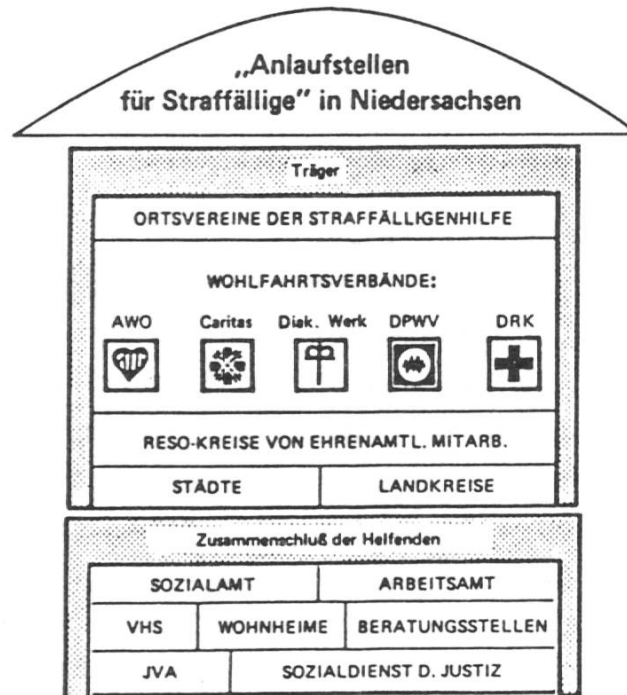 „Anlaufstellen
für Straffällige” in Niedersachsen
Träger
ORTSVEREINE DER STRAFFÄLLIGENHILFE
WOHLFAHRTSVERBÄNDE:
AWO Caritas Diak. Werk DPWV DRK
RESO-KREISE VON EHRENAMTL. MITARB.
STÄDTE LANDKREISE
Zusammenschluß der Helfenden
SOZIALAMT ARBEITSAMT
VHS WOHNHEIME BERATUNGSSTELLEN
JVA SOZIALDIENST D. JUSTIZ